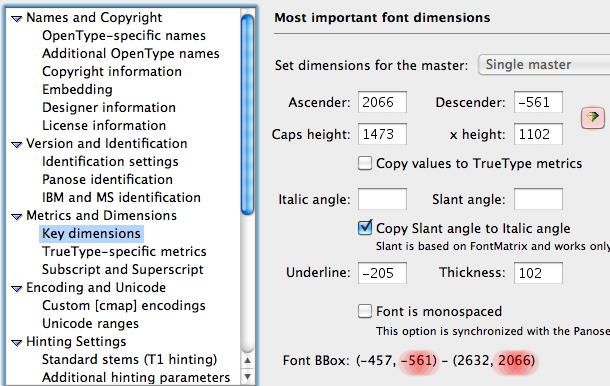 Names and Copyright
OpenType-specific names
Additional OpenType names
Copyright information
Embedding
Designer information
License information
Version and Identification
Identification settings
Panose identification
IBM and MS identification
Metrics and Dimensions
Key dimensions
TrueType-specific metrics
Subscript and Superscript
Encoding and Unicode
Custom [cmap] encodings
Unicode ranges
Hinting Settings
Standard stems (T1 hinting)
Additional hinting parameters
Most important font dimensions
Set dimensions for the master: Single master
Ascender: 2066 Descender: -561
Caps height: 1473 x height: 1102
Copy values to TrueType metrics
Italic angle: Slant angle:
Copy Slant angle to Italic angle
Slant is based on FontMatrix and works only
Underline: -205 Thickness: 102
Font is monospaced
This option is synchronized with the Panose
Font BBox: (-457, -561) - (2632, 2066)